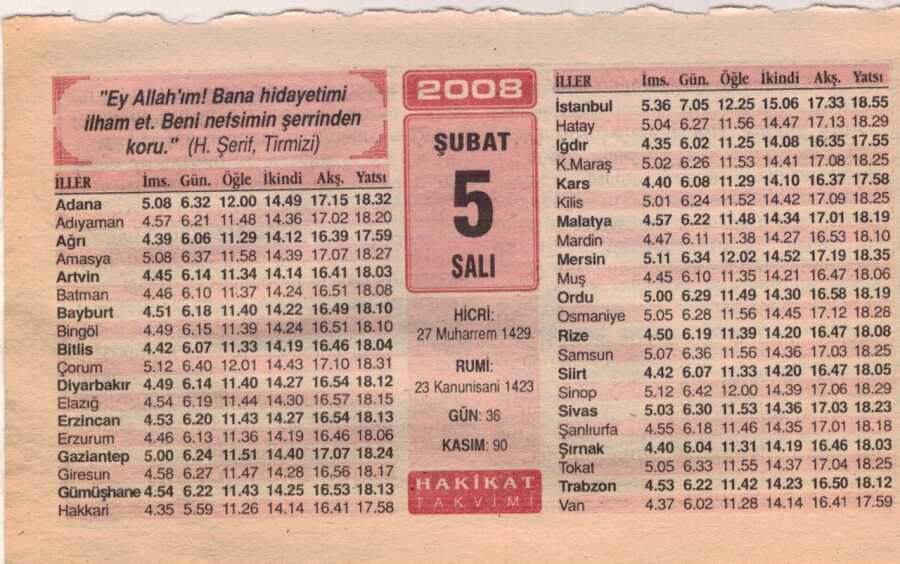 "Ey Allah'ım! Bana hidayetimi
ilham et. Beni nefsimin şerrinden
koru." (H. Şerif, Tirmizi)
İLLER İms. Gün. Öğle İkindi Akş. Yatsı
Adana 5.08 6.32 12.00 14.49 17.15 18.32
Adıyaman 4.57 6.21 11.48 14.36 17.02 18.20
Ağrı 4.39 6.06 11.29 14.12 16.39 17.59
Amasya 5.08 6.37 11.58 14.39 17.07 18.27
Artvin 4.45 6.14 11.34 14.14 16.41 18.03
Batman 4.46 6.10 11.37 14.24 16.51 18.08
Bayburt 4.51 6.18 11.40 14.22 16.49 18.10
Bingöl 4.49 6.15 11.39 14.24 16.51 18.10
Bitlis 4.42 6.07 11.33 14.19 16.46 18.04
Çorum 5.12 6.40 12.01 14.43 17.10 18.31
Diyarbakır 4.49 6.14 11.40 14.27 16.54 18.12
Elazığ 4.54 6.19 11.44 14.30 16.57 18.15
Erzincan 4.53 6.20 11.43 14.27 16.54 18.13
Erzurum 4.46 6.13 11.36 14.19 16.46 18.06
Gaziantep 5.00 6.24 11.51 14.40 17.07 18.24
Giresun 4.58 6.27 11.47 14.28 16.56 18.17
Gümüşhane 4.54 6.22 11.43 14.25 16.53 18.13
Hakkari 4.35 5.59 11.26 14.14 16.41 17.58
2008
ŞUBAT
5
SALI
HİCRİ:
27 Muharrem 1429
RUMİ:
23 Kanunisani 1423
GÜN: 36
KASIM: 90
HAKİKAT
TAKVİMİ
İLLER İms. Gün. Öğle İkindi Akş. Yatsı
İstanbul 5.36 7.05 12.25 15.06 17.33 18.55
Hatay 5.04 6.27 11.56 14.47 17.13 18.29
Iğdır 4.35 6.02 11.25 14.08 16.35 17.55
K.Maraş 5.02 6.26 11.53 14.41 17.08 18.25
Kars 4.40 6.08 11.29 14.10 16.37 17.58
Kilis 5.01 6.24 11.52 14.42 17.09 18.25
Malatya 4.57 6.22 11.48 14.34 17.01 18.19
Mardin 4.47 6.11 11.38 14.27 16.53 18.10
Mersin 5.11 6.34 12.02 14.52 17.19 18.35
Muş 4.45 6.10 11.35 14.21 16.47 18.06
Ordu 5.00 6.29 11.49 14.30 16.58 18.19
Osmaniye 5.05 6.28 11.56 14.45 17.12 18.28
Rize 4.50 6.19 11.39 14.20 16.47 18.08
Samsun 5.07 6.36 11.56 14.36 17.03 18.25
Siirt 4.42 6.07 11.33 14.20 16.47 18.05
Sinop 5.12 6.42 12.00 14.39 17.06 18.29
Sivas 5.03 6.30 11.53 14.36 17.03 18.23
Şanlıurfa 4.55 6.18 11.46 14.35 17.01 18.18
Şırnak 4.40 6.04 11.31 14.19 16.46 18.03
Tokat 5.05 6.33 11.55 14.37 17.04 18.25
Trabzon 4.53 6.22 11.42 14.23 16.50 18.12
Van 4.37 6.02 11.28 14.14 16.41 17.59